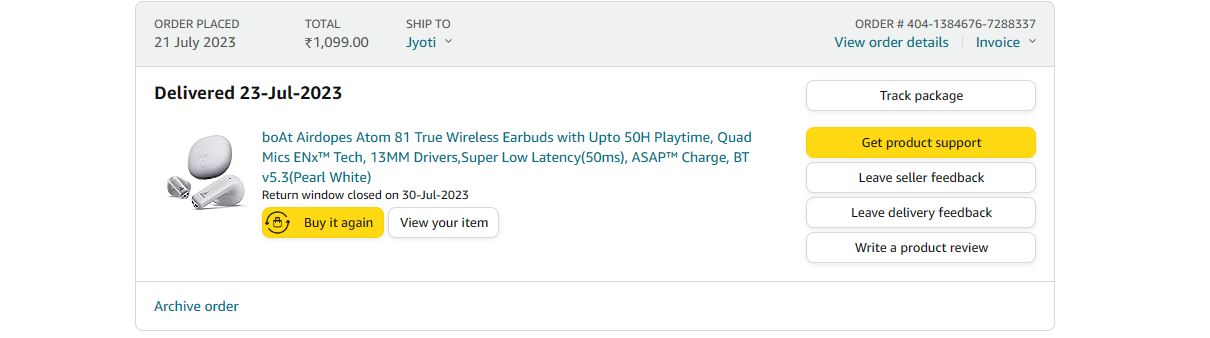 ORDER PLACED
21 July 2023
TOTAL
₹1,099.00
SHIP TO
Jyoti
ORDER # 404-1384676-7288337
View order details
Invoice
Delivered 23-Jul-2023
boAt Airdopes Atom 81 True Wireless Earbuds with Upto 50H Playtime, Quad
Mics ENx™ Tech, 13MM Drivers,Super Low Latency(50ms), ASAP™ Charge, BT
v5.3(Pearl White)
Return window closed on 30-Jul-2023
Buy it again
View your item
Track package
Get product support
Leave seller feedback
Leave delivery feedback
Write a product review
Archive order